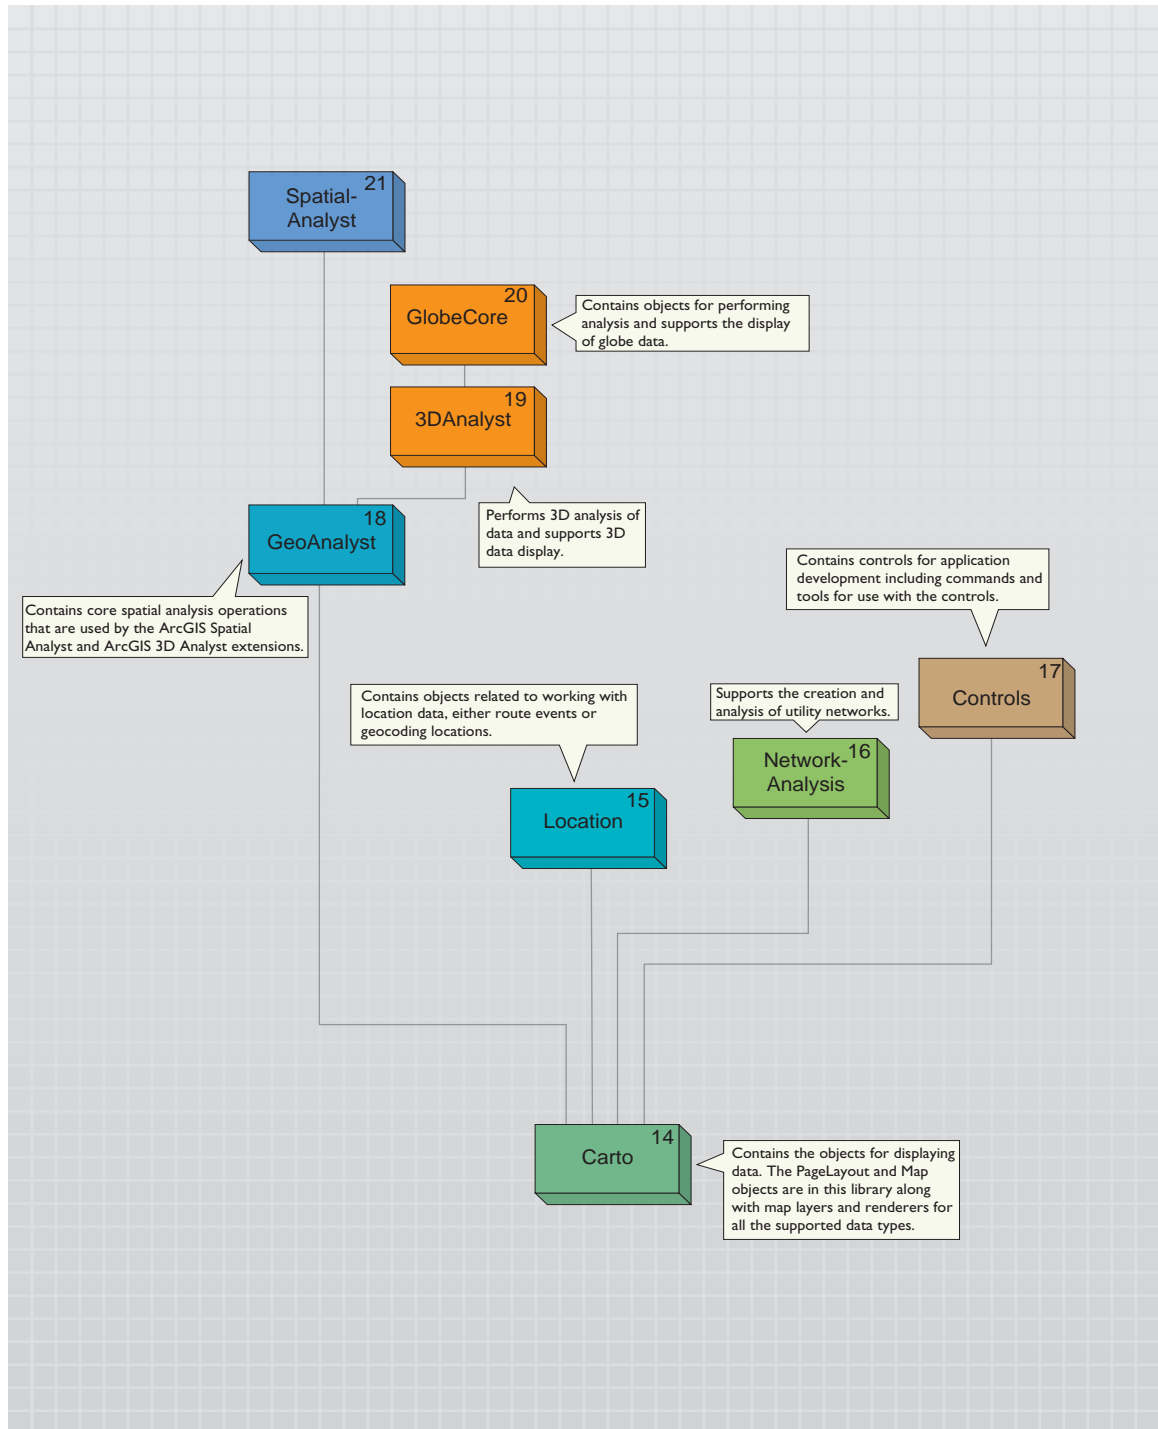 21
Spatial-
Analyst
20
GlobeCore
Contains objects for performing
analysis and supports the display
of globe data.
19
3DAnalyst
Performs 3D analysis of
data and supports 3D
data display.
18
GeoAnalyst
Contains core spatial analysis operations
that are used by the ArcGIS Spatial
Analyst and ArcGIS 3D Analyst extensions.
Contains controls for application
development including commands and
tools for use with the controls.
17
Controls
Contains objects related to working with
location data, either route events or
geocoding locations.
Supports the creation and
analysis of utility networks.
16
Network-
Analysis
15
Location
14
Carto
Contains the objects for displaying
data. The PageLayout and Map
objects are in this library along
with map layers and renderers for
all the supported data types.